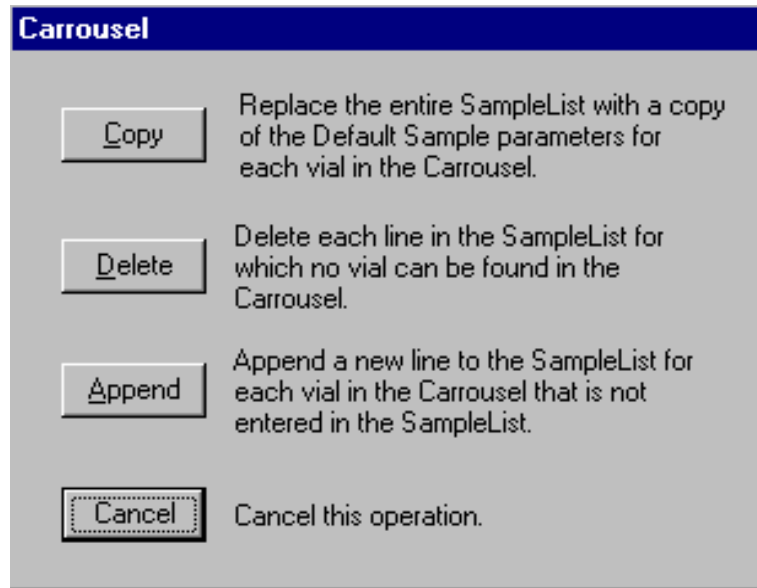 Carrousel
Copy
Replace the entire SampleList with a copy
of the Default Sample parameters for
each vial in the Carrousel.
Delete
Delete each line in the SampleList for
which no vial can be found in the
Carrousel.
Append
Append a new line to the SampleList for
each vial in the Carrousel that is not
entered in the SampleList.
Cancel
Cancel this operation.